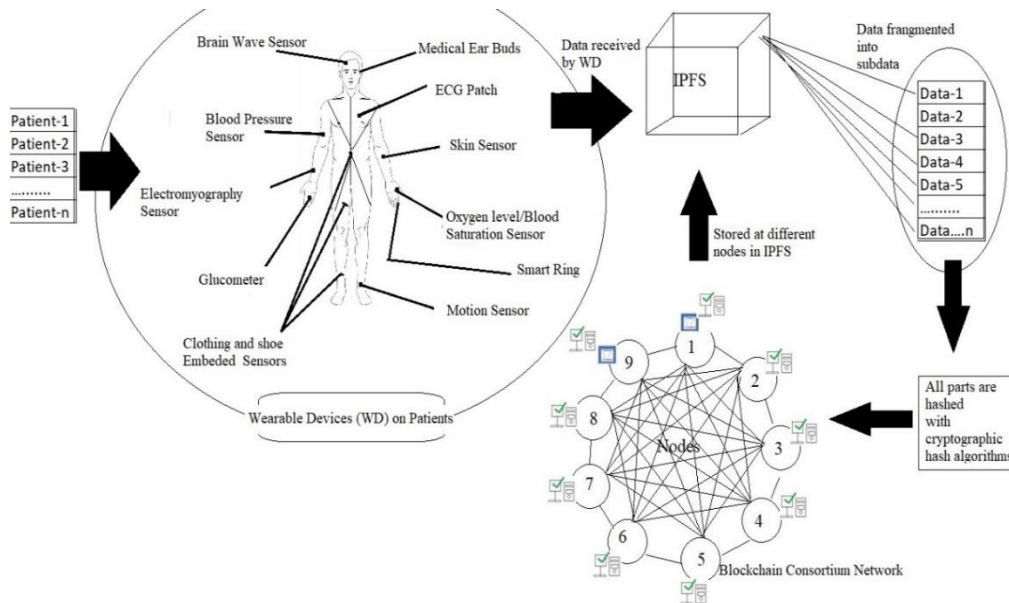 Patient-1
Patient-2
Patient-3
...........
Patient-n
Brain Wave Sensor
Medical Ear Buds
ECG Patch
Blood Pressure
Sensor
Skin Sensor
Electromyography
Sensor
Oxygen level/Blood
Saturation Sensor
Glucometer
Smart Ring
Motion Sensor
Clothing and shoe
Embeded Sensors
Wearable Devices (WD) on Patients
Data received
by WD
IPFS
Data frangmented
into
subdata
Data-1
Data-2
Data-3
Data-4
Data-5
...........
Data....n
Stored at different
nodes in IPFS
All parts are
hashed
with
cryptographic
hash algorithms
1
2
3
4
5
6
7
8
9
Nodes
Blockchain Consortium Network